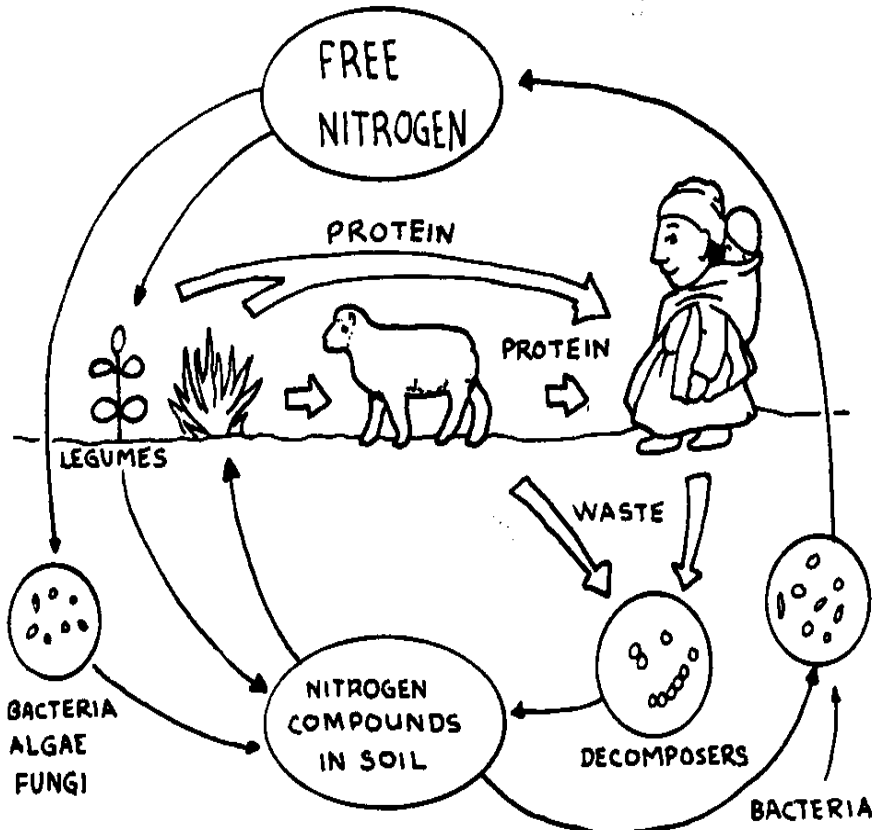 FREE
NITROGEN
PROTEIN
PROTEIN
LEGUMES
WASTE
BACTERIA
ALGAE
FUNGI
NITROGEN
COMPOUNDS
IN SOIL
DECOMPOSERS
BACTERIA